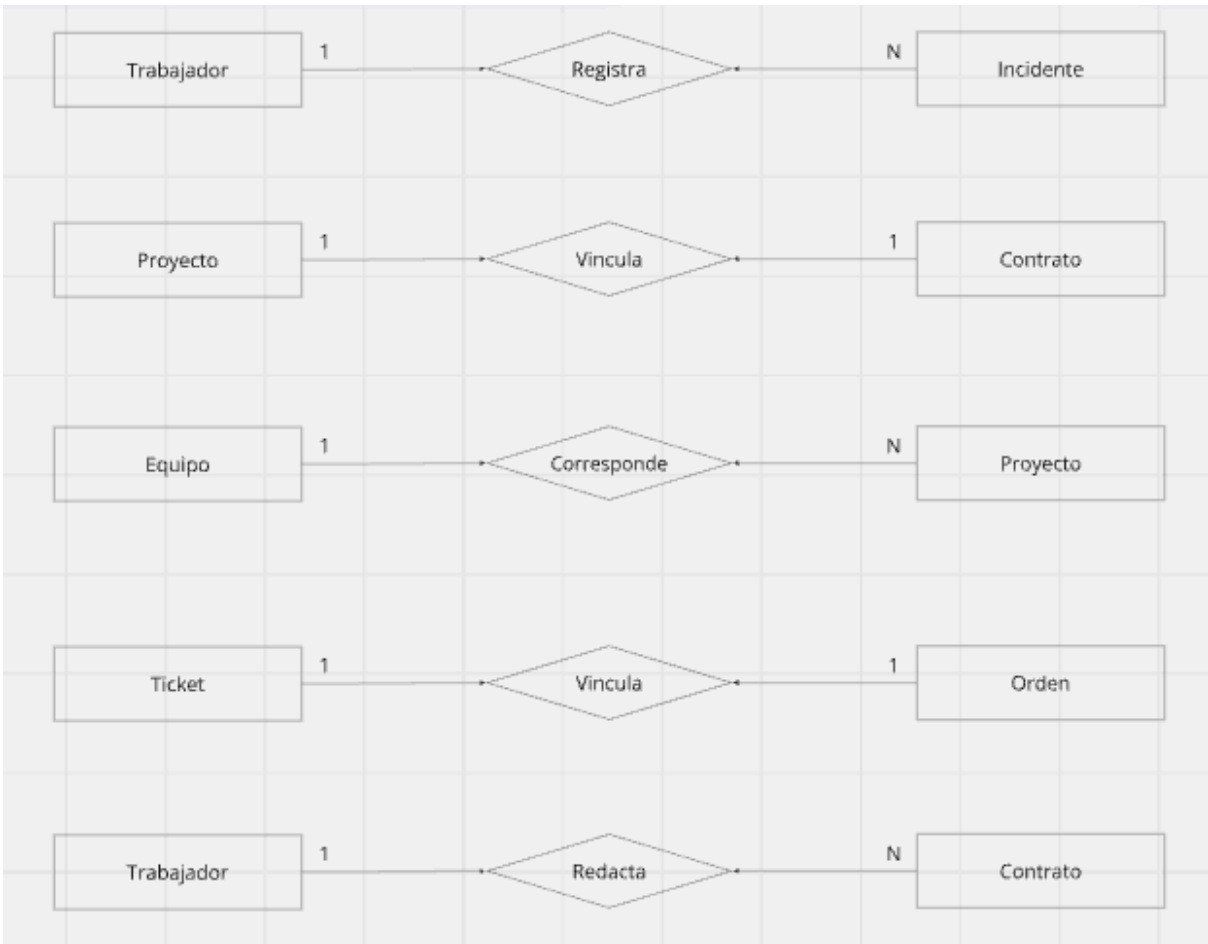 1 N
Trabajador Registra Incidente
1 1
Proyecto Vincula Contrato
1 N
Equipo Corresponde Proyecto
1 1
Ticket Vincula Orden
1 N
Trabajador Redacta Contrato